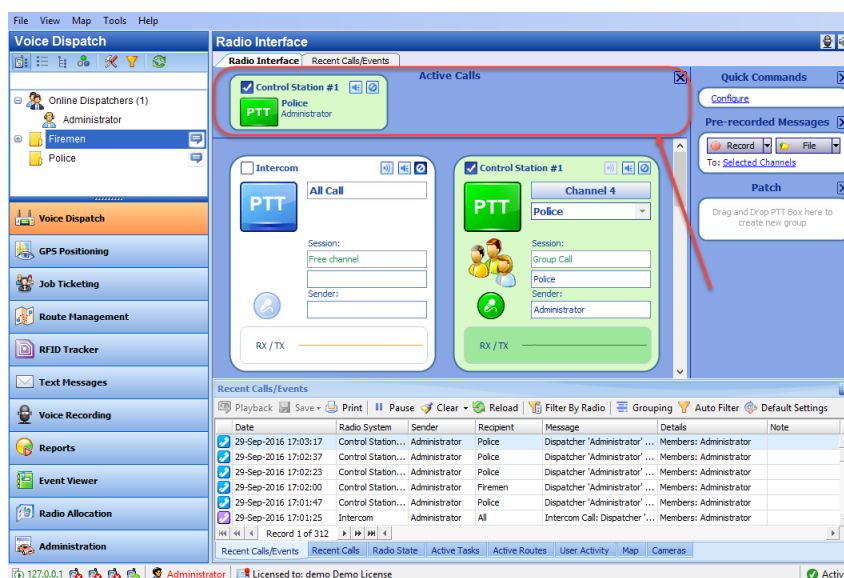 File View Map Tools Help
Voice Dispatch
Radio Interface
Radio Interface Recent Calls/Events
Online Dispatchers (1)
Administrator
Firemen
Police
Active Calls
Control Station #1
PTT
Police
Administrator
Quick Commands
Configure
Pre-recorded Messages
Record File
To: Selected Channels
Patch
Drag and Drop PTT Box here to
create new group
Intercom
PTT
All Call
Session:
Free channel
Sender:
RX / TX
Control Station #1
PTT
Channel 4
Police
Session:
Group Call
Police
Sender:
Administrator
RX / TX
Voice Dispatch
GPS Positioning
Job Ticketing
Route Management
RFID Tracker
Text Messages
Voice Recording
Reports
Event Viewer
Radio Allocation
Administration
Recent Calls/Events
Playback Save Print Pause Clear Reload Filter By Radio Grouping Auto Filter Default Settings
Date Radio System Sender Recipient Message Details Note
29-Sep-2016 17:03:17 Control Station... Administrator Police Dispatcher 'Administrator' ... Members: Administrator
29-Sep-2016 17:02:37 Control Station... Administrator Police Dispatcher 'Administrator' ... Members: Administrator
29-Sep-2016 17:02:23 Control Station... Administrator Police Dispatcher 'Administrator' ... Members: Administrator
29-Sep-2016 17:02:00 Control Station... Administrator Firemen Dispatcher 'Administrator' ... Members: Administrator
29-Sep-2016 17:01:47 Control Station... Administrator Police Dispatcher 'Administrator' ... Members: Administrator
29-Sep-2016 17:01:25 Intercom Administrator All Intercom Call: Dispatcher '... Members: Administrator
Record 1 of 312
Recent Calls/Events Recent Calls Radio State Active Tasks Active Routes User Activity Map Cameras
127.0.0.1 Administrator Licensed to: demo Demo License Activ